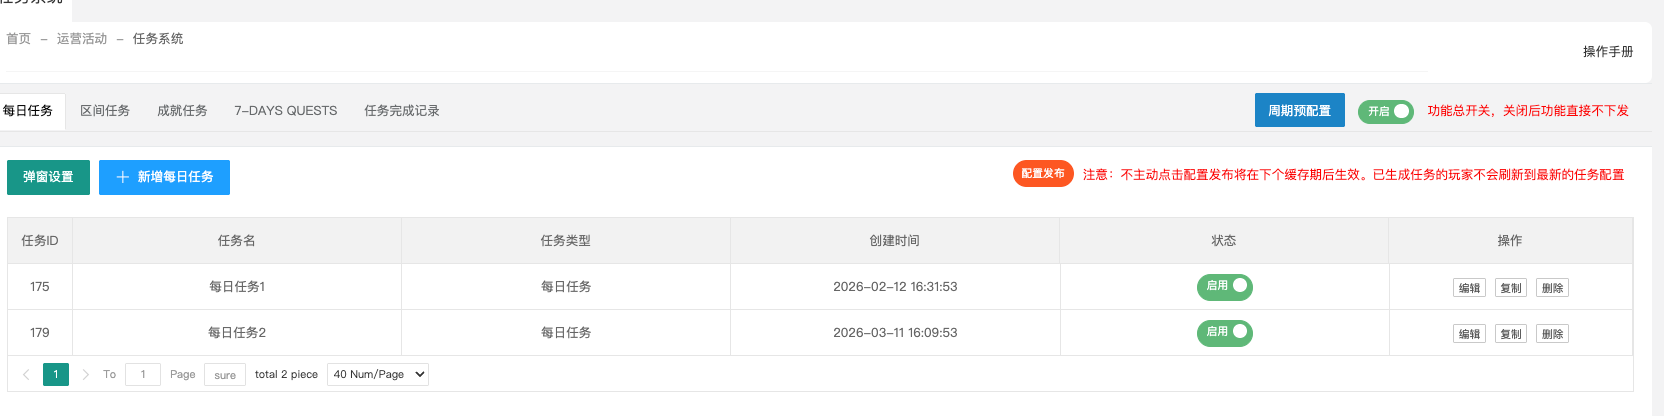 任务系统
首页 – 运营活动 – 任务系统
操作手册
每日任务 区间任务 成就任务 7-DAYS QUESTS 任务完成记录 周期预配置 开启 功能总开关，关闭后功能直接不下发
弹窗设置 + 新增每日任务 配置发布 注意：不主动点击配置发布将在下个缓存期后生效。已生成任务的玩家不会刷新到最新的任务配置
任务ID 任务名 任务类型 创建时间 状态 操作
175 每日任务1 每日任务 2026-02-12 16:31:53 启用 编辑 复制 删除
179 每日任务2 每日任务 2026-03-11 16:09:53 启用 编辑 复制 删除
< 1 > To 1 Page sure total 2 piece 40 Num/Page